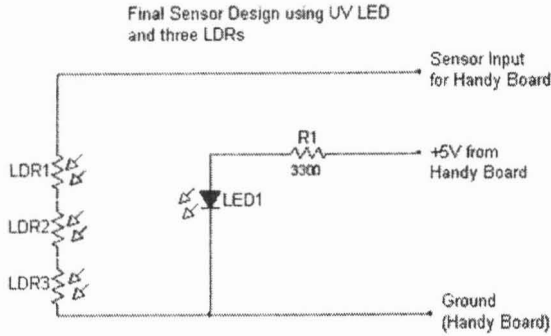 Final Sensor Design using UV LED
and three LDRs
Sensor Input
for Handy Board
R1
3300
+5V from
Handy Board
LDR1
LED1
LDR2
LDR3
Ground
(Handy Board)